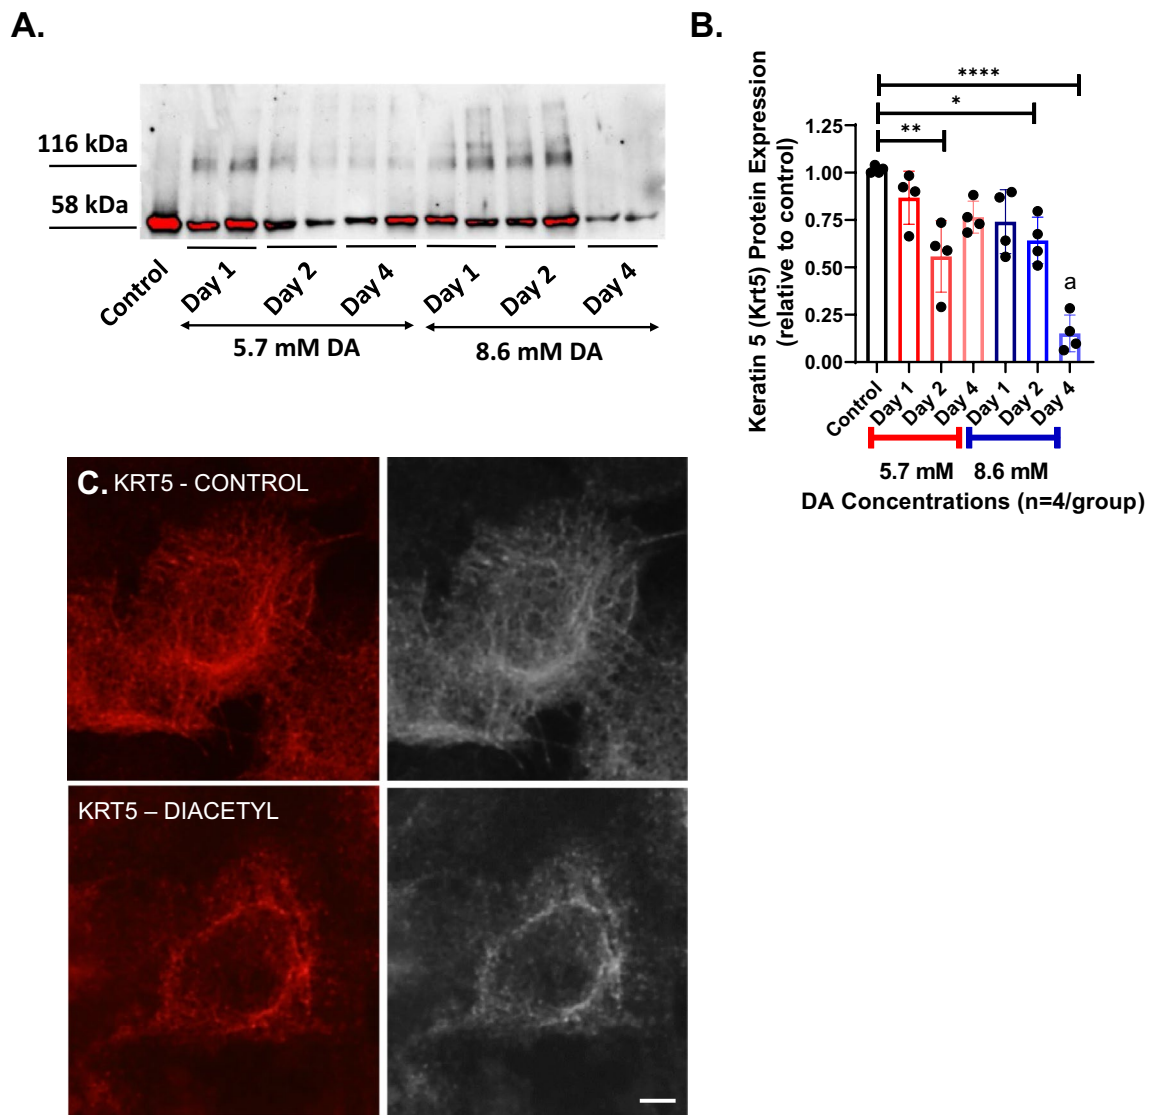 A.
116 kDa
58 kDa
Control
Day 1
Day 2
Day 4
Day 1
Day 2
Day 4
5.7 mM DA
8.6 mM DA
B.
Keratin 5 (Krt5) Protein Expression
(relative to control)
****
*
**
1.25
1.00
0.75
0.50
0.25
0.00
a
Control
Day 1
Day 2
Day 4
Day 1
Day 2
Day 4
5.7 mM
8.6 mM
DA Concentrations (n=4/group)
C. KRT5 - CONTROL
KRT5 – DIACETYL